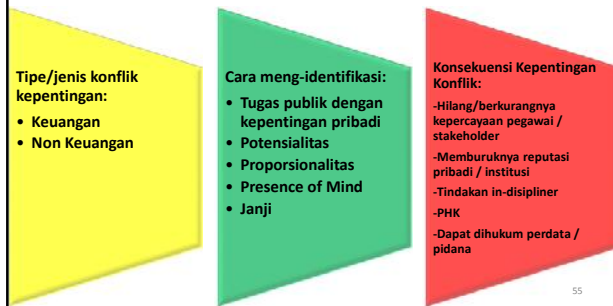 Tipe/jenis konflik
kepentingan:
• Keuangan
• Non Keuangan
Cara meng-identifikasi:
• Tugas publik dengan
kepentingan pribadi
• Potensialitas
• Proporsionalitas
• Presence of Mind
• Janji
Konsekuensi Kepentingan
Konflik:
-Hilang/berkurangnya
kepercayaan pegawai /
stakeholder
-Memburuknya reputasi
pribadi / institusi
-Tindakan in-disipliner
-PHK
-Dapat dihukum perdata /
pidana
55